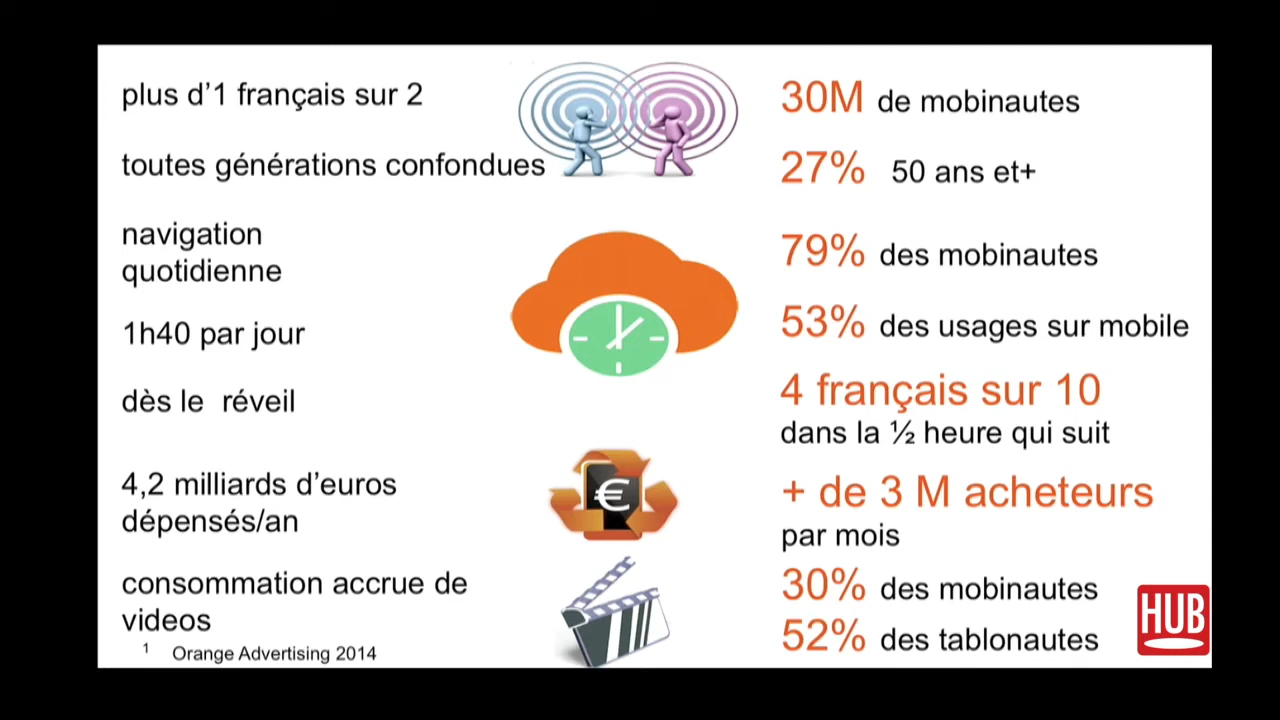 plus d'1 français sur 2
30M de mobinautes
toutes générations confondues
27% 50 ans et+
navigation
quotidienne
79% des mobinautes
1h40 par jour
53% des usages sur mobile
dès le réveil
4 français sur 10
dans la ½ heure qui suit
4,2 milliards d'euros
dépensés/an
€
+ de 3 M acheteurs
par mois
consommation accrue de
videos
30% des mobinautes
52% des tablonautes
HUB
1 Orange Advertising 2014